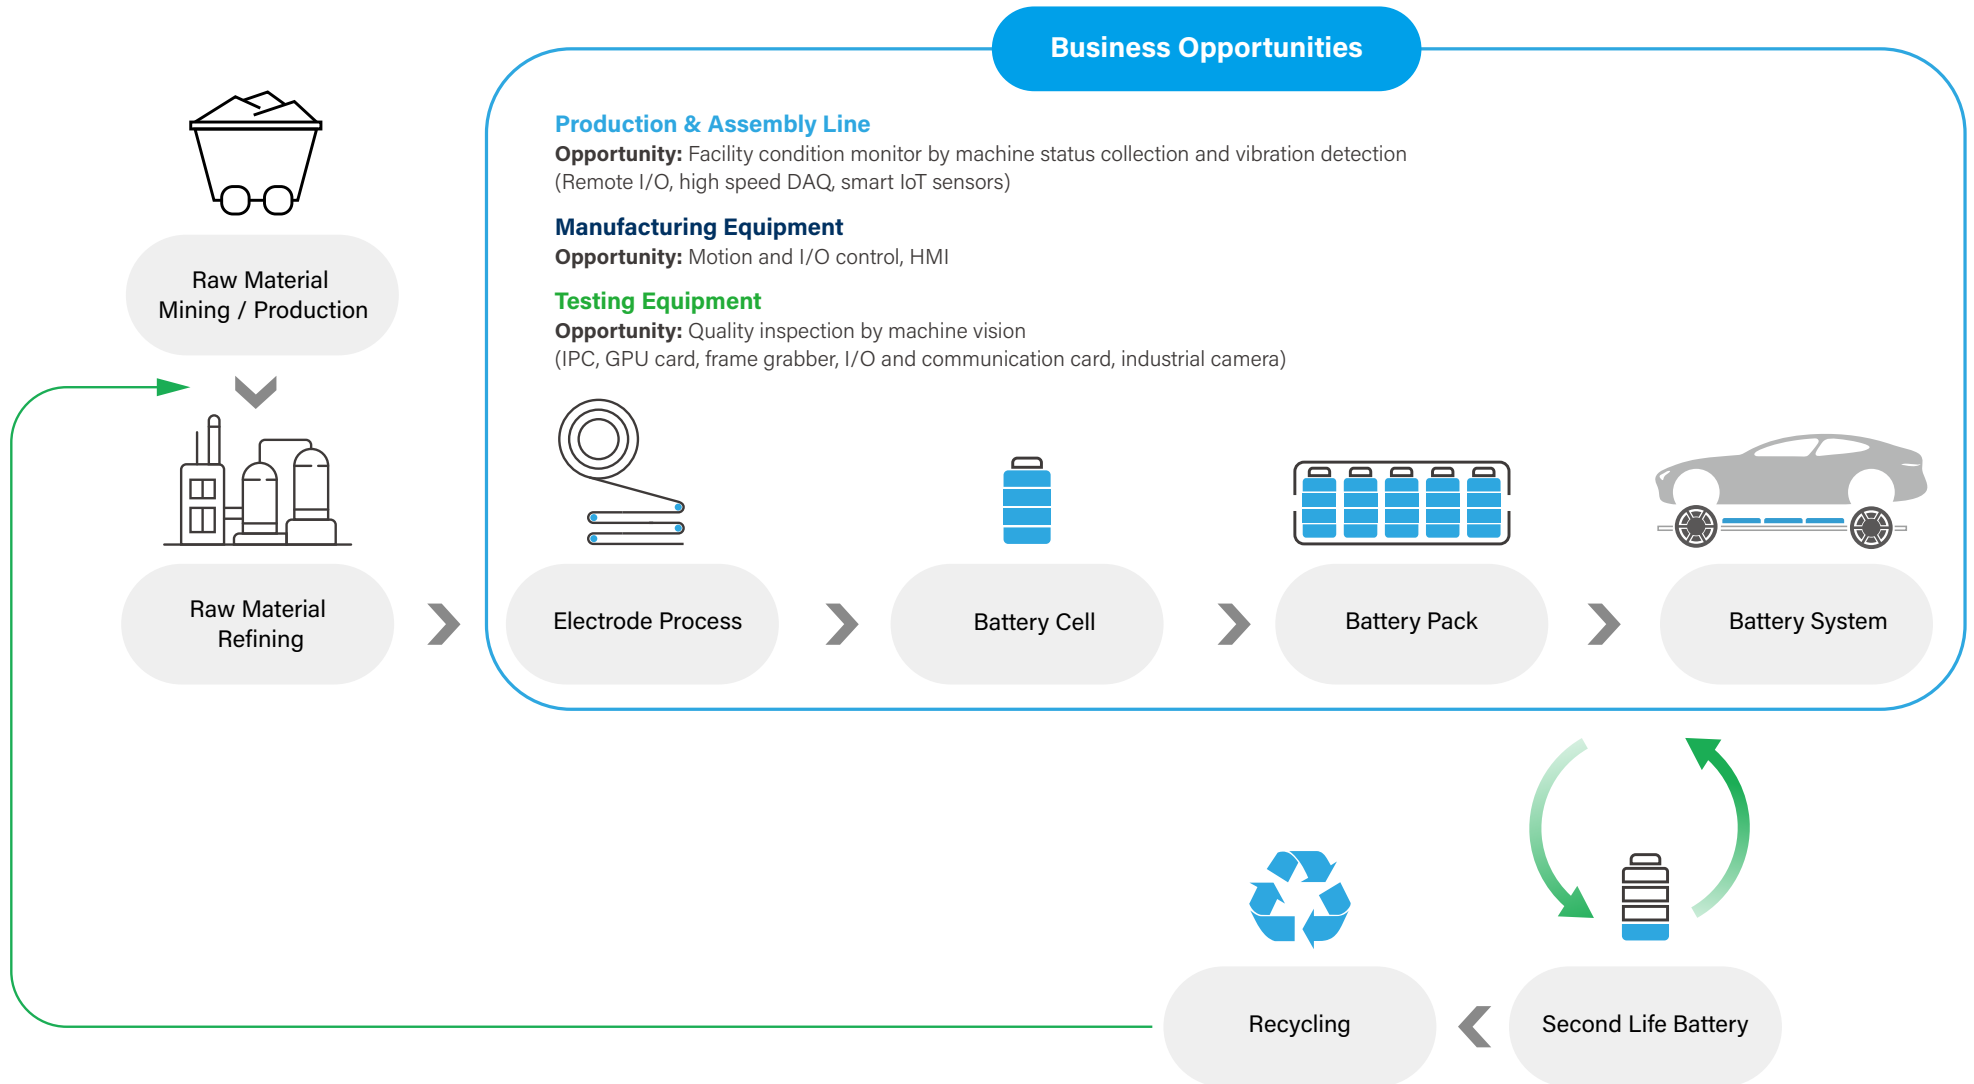 Business Opportunities
Production & Assembly Line
Opportunity: Facility condition monitor by machine status collection and vibration detection
(Remote I/O, high speed DAQ, smart IoT sensors)
Manufacturing Equipment
Opportunity: Motion and I/O control, HMI
Testing Equipment
Opportunity: Quality inspection by machine vision
(IPC, GPU card, frame grabber, I/O and communication card, industrial camera)
Raw Material
Mining / Production
Raw Material
Refining
Electrode Process
Battery Cell
Battery Pack
Battery System
Recycling
Second Life Battery